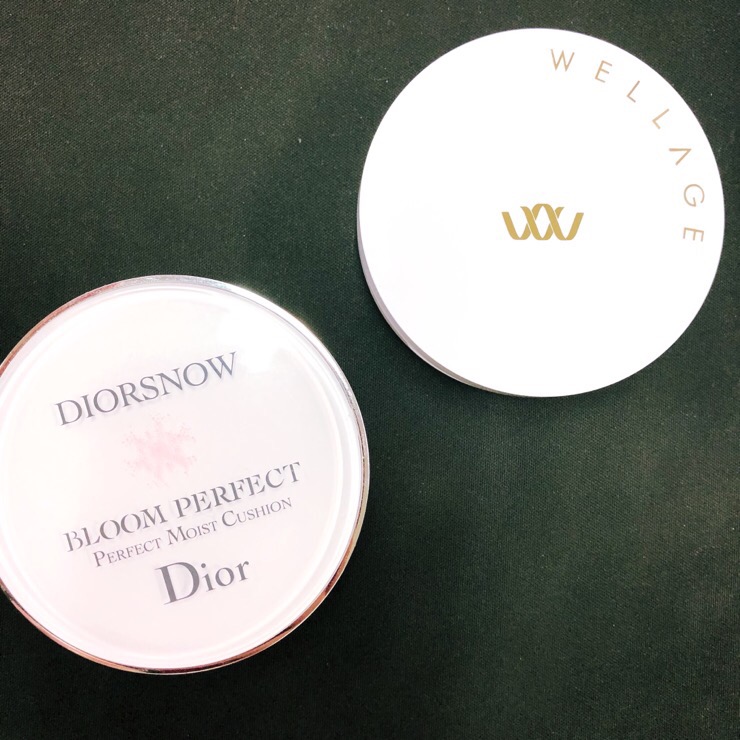 WELLAGE
DIORSNOW
BLOOM PERFECT
PERFECT MOIST CUSHION
Dior